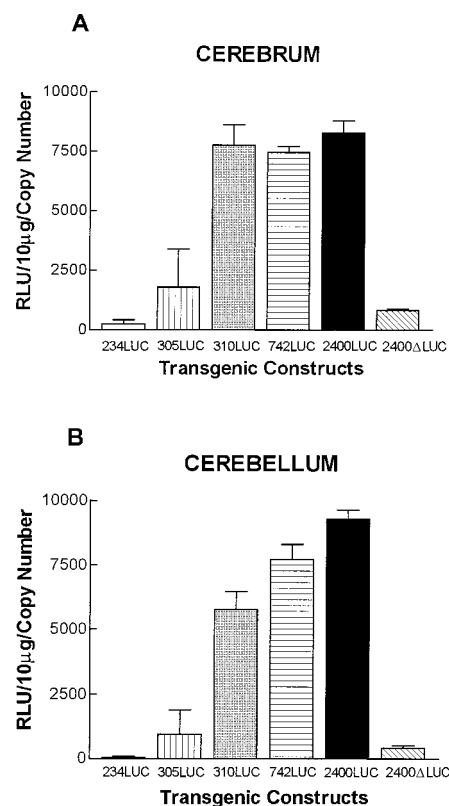 A
CEREBRUM
RLU/10µg/Copy Number
10000
7500
5000
2500
0
234LUC 305LUC 310LUC 742LUC 2400LUC 2400ΔLUC
Transgenic Constructs
B
CEREBELLUM
RLU/10µg/Copy Number
10000
7500
5000
2500
0
234LUC 305LUC 310LUC 742LUC 2400LUC 2400ΔLUC
Transgenic Constructs